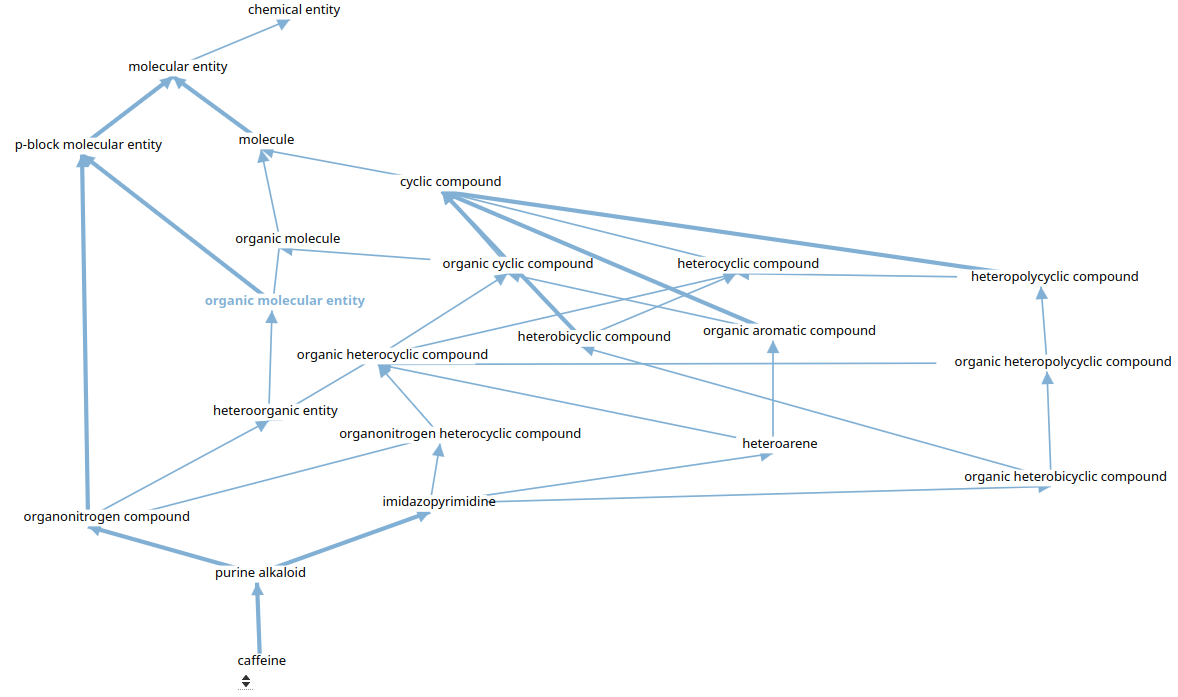 chemical entity
molecular entity
p-block molecular entity
molecule
cyclic compound
organic molecule
organic cyclic compound
heterocyclic compound
heteropolycyclic compound
organic molecular entity
organic aromatic compound
heterobicyclic compound
organic heterocyclic compound
organic heteropolycyclic compound
heteroorganic entity
organonitrogen heterocyclic compound
heteroarene
organic heterobicyclic compound
imidazopyrimidine
organonitrogen compound
purine alkaloid
caffeine